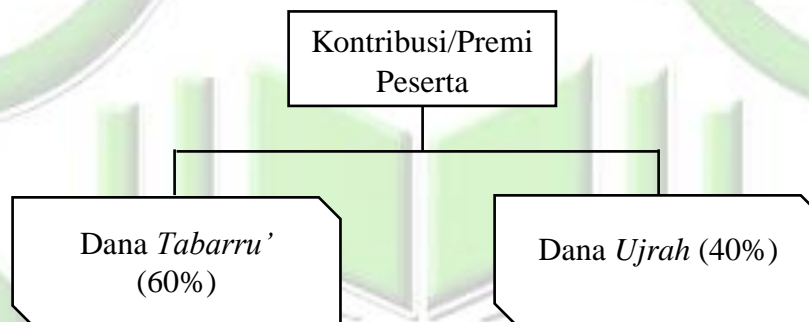 Kontribusi/Premi
Peserta
Dana Tabarru’
(60%)
Dana Ujrah (40%)